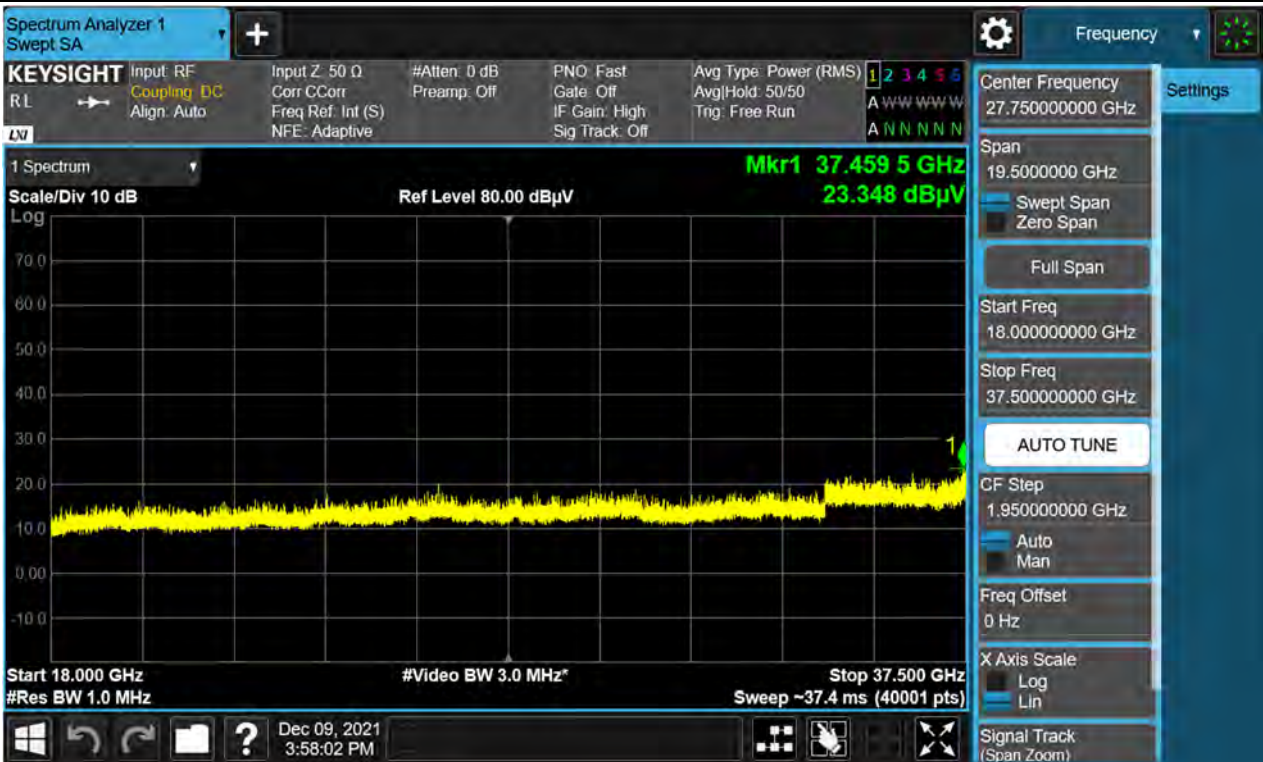 Spectrum Analyzer 1
Swept SA
+
Frequency
KEYSIGHT
R L
LXI
Input: RF
Coupling: DC
Align: Auto
Input Z: 50 Ω
Corr CCorr
Freq Ref: Int (S)
NFE: Adaptive
#Atten: 0 dB
Preamp: Off
PNO: Fast
Gate: Off
IF Gain: High
Sig Track: Off
Avg Type: Power (RMS)
Avg|Hold: 50/50
Trig: Free Run
1 2 3 4 5 6
A W W W W W
A N N N N N
1 Spectrum
Scale/Div 10 dB
Ref Level 80.00 dBµV
Mkr1 37.459 5 GHz
23.348 dBµV
Log
70.0
60.0
50.0
40.0
30.0
20.0
10.0
0.00
-10.0
1
Start 18.000 GHz
#Video BW 3.0 MHz*
Stop 37.500 GHz
#Res BW 1.0 MHz
Sweep ~37.4 ms (40001 pts)
?
Dec 09, 2021
3:58:02 PM
Center Frequency
27.750000000 GHz
Settings
Span
19.5000000 GHz
Swept Span
Zero Span
Full Span
Start Freq
18.000000000 GHz
Stop Freq
37.500000000 GHz
AUTO TUNE
CF Step
1.950000000 GHz
Auto
Man
Freq Offset
0 Hz
X Axis Scale
Log
Lin
Signal Track
(Span Zoom)